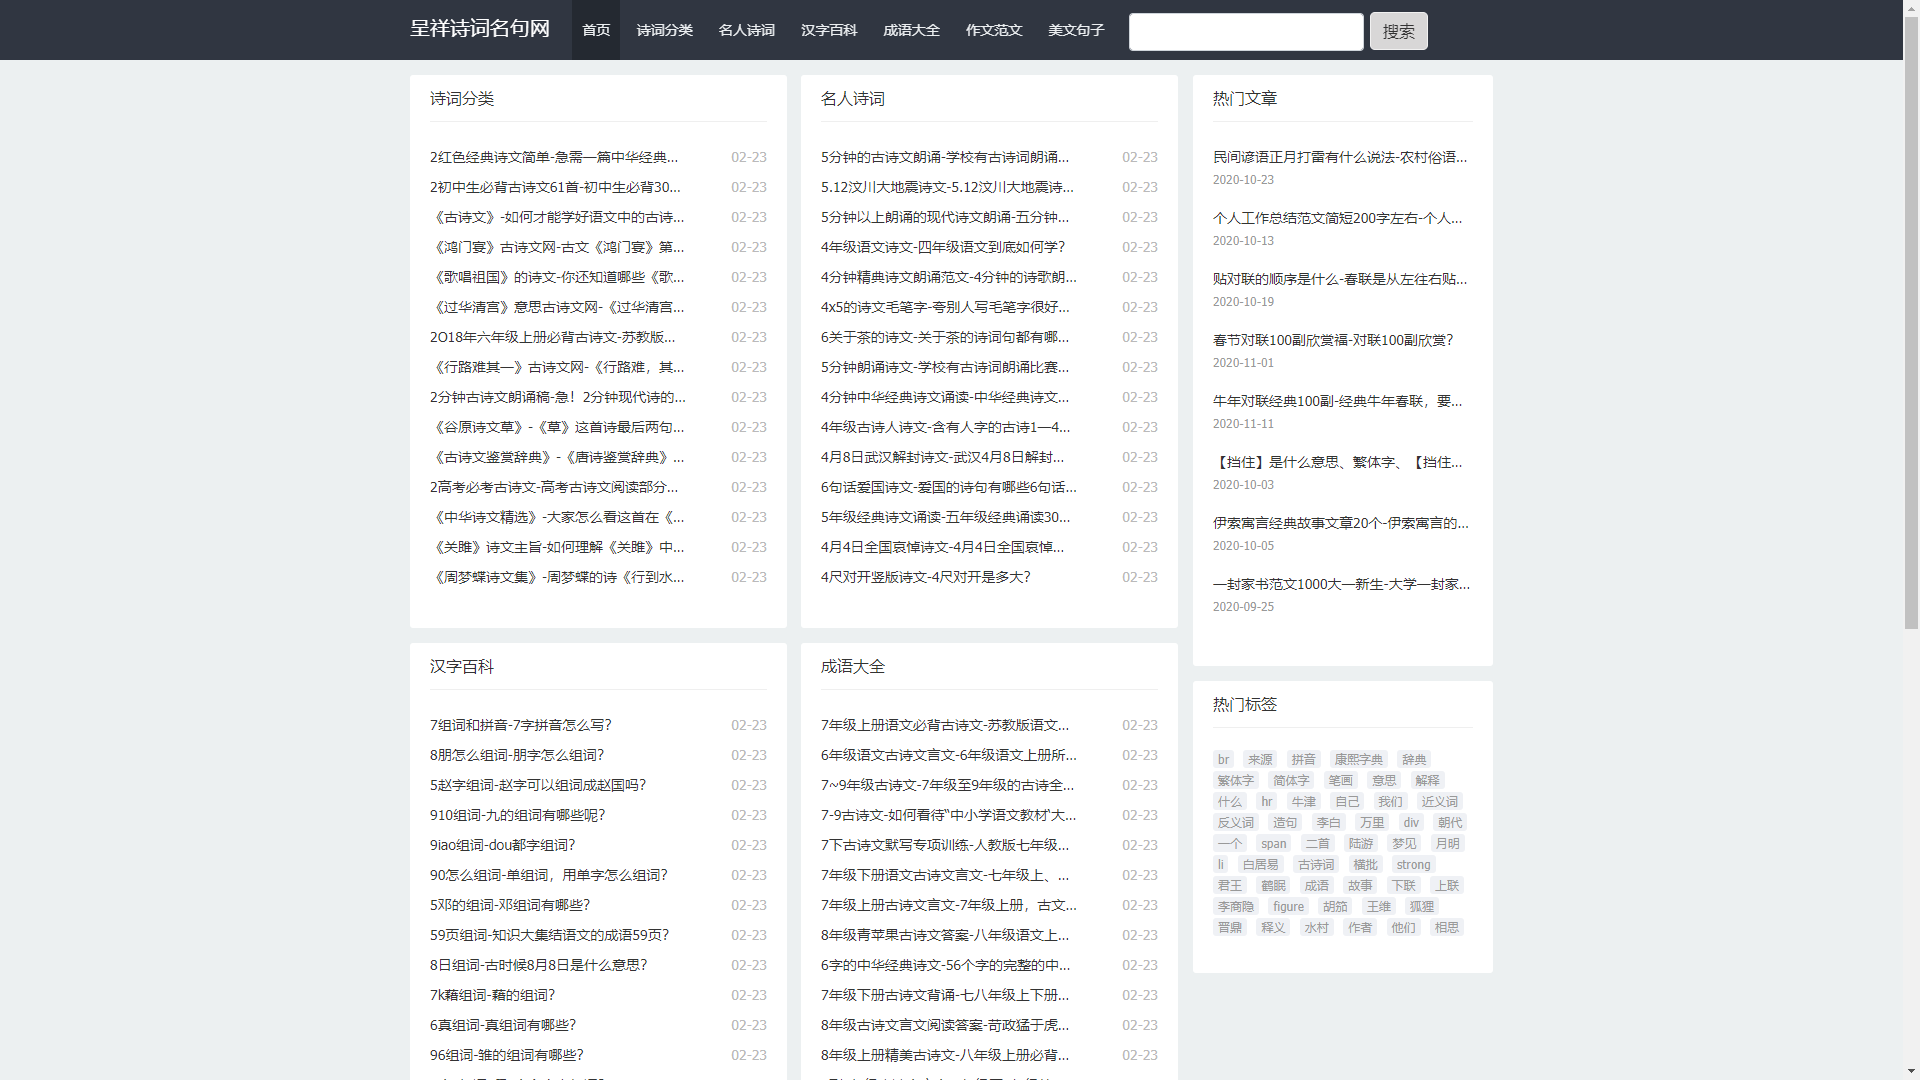 呈祥诗词名句网 首页 诗词分类 名人诗词 汉字百科 成语大全 作文范文 美文句子 搜索
诗词分类
2红色经典诗文简单-急需一篇中华经典... 02-23
2初中生必背古诗文61首-初中生必背30... 02-23
《古诗文》-如何才能学好语文中的古诗... 02-23
《鸿门宴》古诗文网-古文《鸿门宴》第... 02-23
《歌唱祖国》的诗文-你还知道哪些《歌... 02-23
《过华清宫》意思古诗文网-《过华清宫... 02-23
2O18年六年级上册必背古诗文-苏教版... 02-23
《行路难其一》古诗文网-《行路难，其... 02-23
2分钟古诗文朗诵稿-急！2分钟现代诗的... 02-23
《谷原诗文草》-《草》这首诗最后两句... 02-23
《古诗文鉴赏辞典》-《唐诗鉴赏辞典》... 02-23
2高考必考古诗文-高考古诗文阅读部分... 02-23
《中华诗文精选》-大家怎么看这首在《... 02-23
《关雎》诗文主旨-如何理解《关雎》中... 02-23
《周梦蝶诗文集》-周梦蝶的诗《行到水... 02-23
名人诗词
5分钟的古诗文朗诵-学校有古诗词朗诵... 02-23
5.12汶川大地震诗文-5.12汶川大地震诗... 02-23
5分钟以上朗诵的现代诗文朗诵-五分钟... 02-23
4年级语文诗文-四年级语文到底如何学? 02-23
4分钟精典诗文朗诵范文-4分钟的诗歌朗... 02-23
4x5的诗文毛笔字-夸别人写毛笔字很好... 02-23
6关于茶的诗文-关于茶的诗词句都有哪... 02-23
5分钟朗诵诗文-学校有古诗词朗诵比赛... 02-23
4分钟中华经典诗文诵读-中华经典诗文... 02-23
4年级古诗人诗文-含有人字的古诗1—4... 02-23
4月8日武汉解封诗文-武汉4月8日解封... 02-23
6句话爱国诗文-爱国的诗句有哪些6句话... 02-23
5年级经典诗文诵读-五年级经典诵读30... 02-23
4月4日全国哀悼诗文-4月4日全国哀悼... 02-23
4尺对开竖版诗文-4尺对开是多大? 02-23
热门文章
民间谚语正月打雷有什么说法-农村俗语...
2020-10-23
个人工作总结范文简短200字左右-个人...
2020-10-13
贴对联的顺序是什么-春联是从左往右贴...
2020-10-19
春节对联100副欣赏福-对联100副欣赏?
2020-11-01
牛年对联经典100副-经典牛年春联，要...
2020-11-11
【挡住】是什么意思、繁体字、【挡住...
2020-10-03
伊索寓言经典故事文章20个-伊索寓言的...
2020-10-05
一封家书范文1000大一新生-大学一封家...
2020-09-25
汉字百科
7组词和拼音-7字拼音怎么写? 02-23
8朋怎么组词-朋字怎么组词? 02-23
5赵字组词-赵字可以组词成赵国吗? 02-23
910组词-九的组词有哪些呢? 02-23
9iao组词-dou都字组词? 02-23
90怎么组词-单组词，用单字怎么组词? 02-23
5邓的组词-邓组词有哪些? 02-23
59页组词-知识大集结语文的成语59页? 02-23
8日组词-古时候8月8日是什么意思? 02-23
7k藉组词-藉的组词? 02-23
6真组词-真组词有哪些? 02-23
96组词-雏的组词有哪些? 02-23
成语大全
7年级上册语文必背古诗文-苏教版语文... 02-23
6年级语文古诗文言文-6年级语文上册所... 02-23
7~9年级古诗文-7年级至9年级的古诗全... 02-23
7-9古诗文-如何看待“中小学语文教材‘大... 02-23
7下古诗文默写专项训练-人教版七年级... 02-23
7年级下册语文古诗文言文-七年级上、... 02-23
7年级上册古诗文言文-7年级上册，古文... 02-23
8年级青苹果古诗文答案-八年级语文上... 02-23
6字的中华经典诗文-56个字的完整的中... 02-23
7年级下册古诗文背诵-七八年级上下册... 02-23
8年级古诗文言文阅读答案-苛政猛于虎... 02-23
8年级上册精美古诗文-八年级上册必背... 02-23
热门标签
br 来源 拼音 康熙字典 辞典
繁体字 简体字 笔画 意思 解释
什么 hr 牛津 自己 我们 近义词
反义词 造句 李白 万里 div 朝代
一个 span 二首 陆游 梦见 月明
li 白居易 古诗词 横批 strong
君王 鹤眠 成语 故事 下联 上联
李商隐 figure 胡笳 王维 狐狸
晋鼎 释义 水村 作者 他们 相思